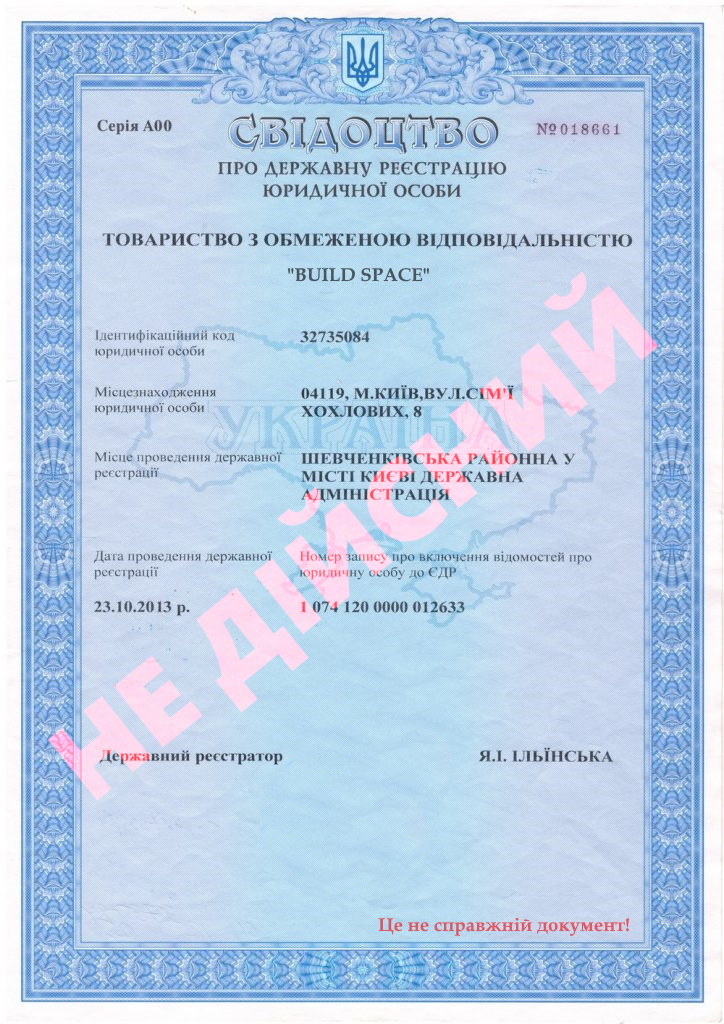 Серія А00
СВІДОЦТВО
№018661
ПРО ДЕРЖАВНУ РЕЄСТРАЦІЮ
ЮРИДИЧНОЇ ОСОБИ
ТОВАРИСТВО З ОБМЕЖЕНОЮ ВІДПОВІДАЛЬНІСТЮ
"BUILD SPACE"
Ідентифікаційний код
юридичної особи
32735084
Місцезнаходження
юридичної особи
04119, М.КИЇВ,ВУЛ.СІМ'Ї
ХОХЛОВИХ, 8
УКРАЇНА
Місце проведення державної
реєстрації
ШЕВЧЕНКІВСЬКА РАЙОННА У
МІСТІ КИЄВІ ДЕРЖАВНА
АДМІНІСТРАЦІЯ
НЕ ДІЙСНИЙ
Дата проведення державної
реєстрації
23.10.2013 р.
Номер запису про включення відомостей про
юридичну особу до ЄДР
1 074 120 0000 012633
Державний реєстратор
Я.І. ІЛЬЇНСЬКА
Це не справжній документ!